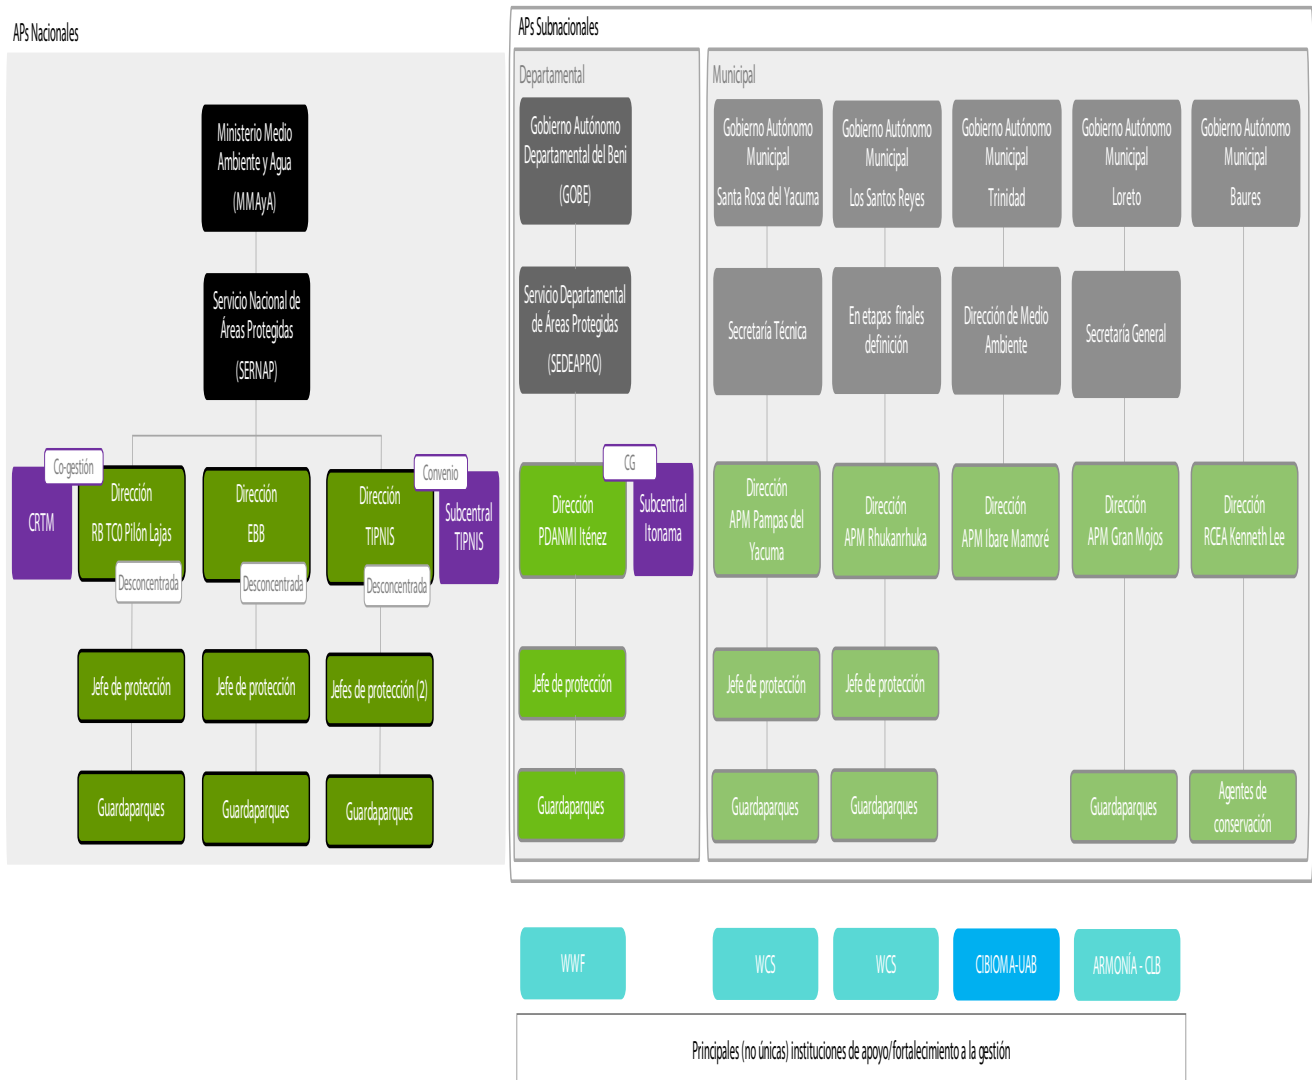 APs Nacionales
Ministerio Medio
Ambiente y Agua
(MMAyA)
Servicio Nacional de
Áreas Protegidas
(SERNAP)
Co-gestión
CRTM
Dirección
RB TCO Pilón Lajas
Desconcentrada
Dirección
EBB
Desconcentrada
Dirección
TIPNIS
Desconcentrada
Convenio
Subcentral
TIPNIS
Jefe de protección
Jefe de protección
Jefes de protección (2)
Guardaparques
Guardaparques
Guardaparques
APs Subnacionales
Departamental
Gobierno Autónomo
Departamental del Beni
(GOBE)
Servicio Departamental
de Áreas Protegidas
(SEDEAPRO)
CG
Dirección
PDANMI Iténez
Subcentral
Itonama
Jefe de protección
Guardaparques
Municipal
Gobierno Autónomo
Municipal
Santa Rosa del Yacuma
Gobierno Autónomo
Municipal
Los Santos Reyes
Gobierno Autónomo
Municipal
Trinidad
Gobierno Autónomo
Municipal
Loreto
Gobierno Autónomo
Municipal
Baures
Secretaría Técnica
En etapas finales
definición
Dirección de Medio
Ambiente
Secretaría General
Dirección
APM Pampas del
Yacuma
Dirección
APM Rhukanrhuka
Dirección
APM Ibare Mamoré
Dirección
APM Gran Mojos
Dirección
RCEA Kenneth Lee
Jefe de protección
Jefe de protección
Guardaparques
Guardaparques
Guardaparques
Agentes de
conservación
WWF
WCS
WCS
CIBIOMA-UAB
ARMONÍA - CLB
Principales (no únicas) instituciones de apoyo/fortalecimiento a la gestión